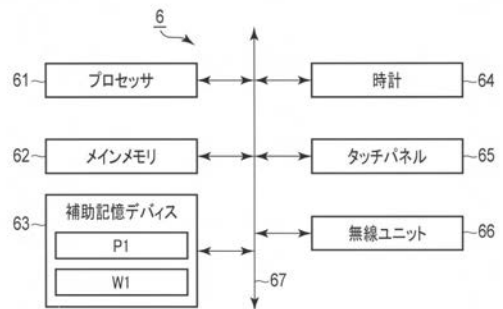 6
61
プロセッサ
時計
64
62
メインメモリ
タッチパネル
65
63
補助記憶デバイス
P1
W1
無線ユニット
66
67